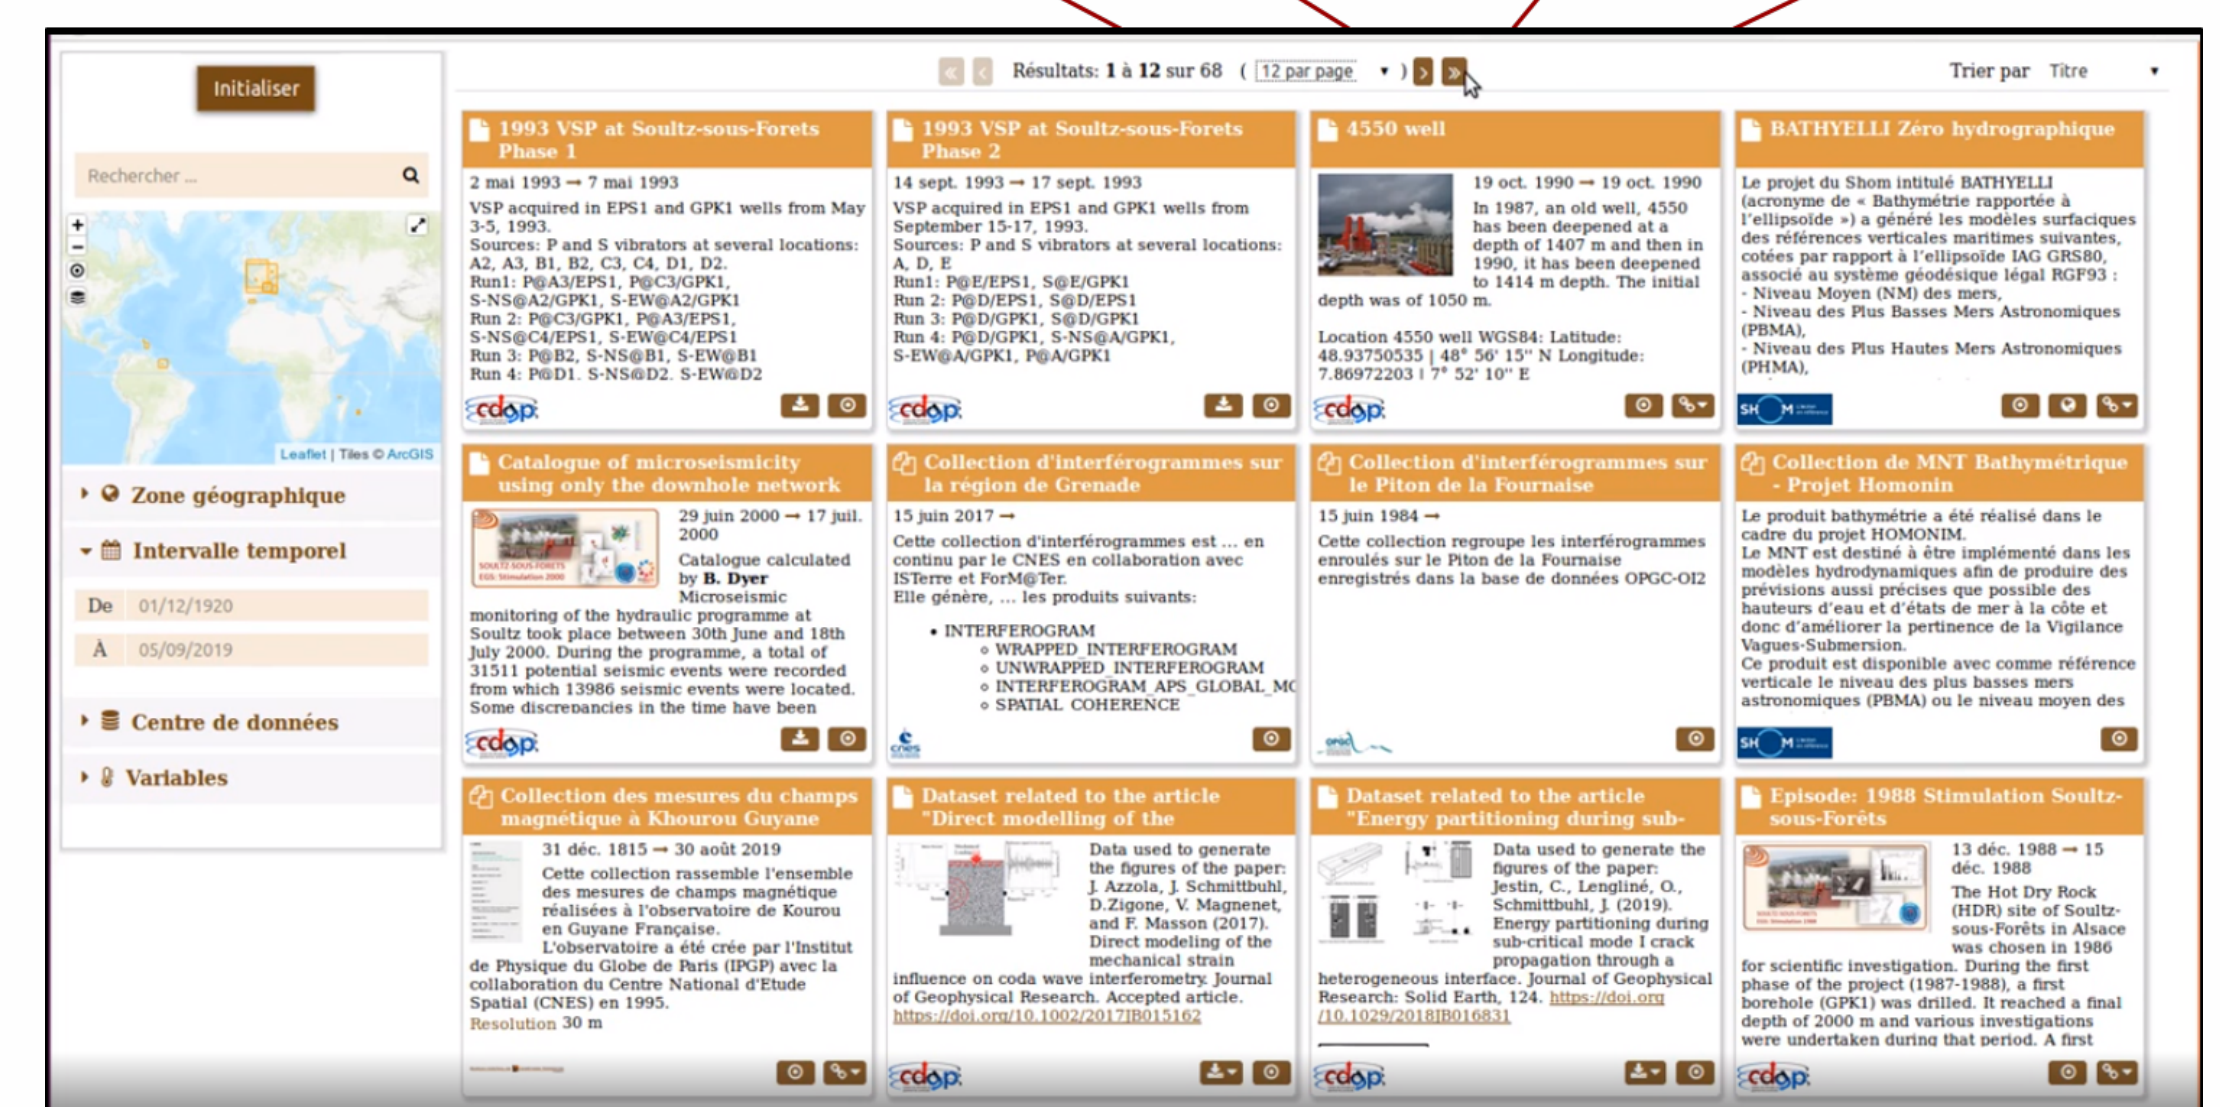 Initialiser
Rechercher ...
+
−
Leaflet | Tiles © ArcGIS
Zone géographique
Intervalle temporel
De 01/12/1920
À 05/09/2019
Centre de données
Variables
« ‹ Résultats: 1 à 12 sur 68 ( 12 par page ▾ ) › »
Trier par Titre
1993 VSP at Soultz-sous-Forets
Phase 1
2 mai 1993 → 7 mai 1993
VSP acquired in EPS1 and GPK1 wells from May
3-5, 1993.
Sources: P and S vibrators at several locations:
A2, A3, B1, B2, C3, C4, D1, D2.
Run1: P@A3/EPS1, P@C3/GPK1,
S-NS@A2/GPK1, S-EW@A2/GPK1
Run 2: P@C3/GPK1, P@A3/EPS1,
S-NS@C4/EPS1, S-EW@C4/EPS1
Run 3: P@B2, S-NS@B1, S-EW@B1
Run 4: P@D1, S-NS@D2, S-EW@D2
cdgp
1993 VSP at Soultz-sous-Forets
Phase 2
14 sept. 1993 → 17 sept. 1993
VSP acquired in EPS1 and GPK1 wells from
September 15-17, 1993.
Sources: P and S vibrators at several locations:
A, D, E
Run1: P@E/EPS1, S@E/GPK1
Run 2: P@D/EPS1, S@D/EPS1
Run 3: P@D/GPK1, S@D/GPK1
Run 4: P@D/GPK1, S-NS@A/GPK1,
S-EW@A/GPK1, P@A/GPK1
cdgp
4550 well
19 oct. 1990 → 19 oct. 1990
In 1987, an old well, 4550
has been deepened at a
depth of 1407 m and then in
1990, it has been deepened
to 1414 m depth. The initial
depth was of 1050 m.
Location 4550 well WGS84: Latitude:
48.93750535 | 48° 56' 15'' N Longitude:
7.86972203 | 7° 52' 10'' E
cdgp
BATHYELLI Zéro hydrographique
Le projet du Shom intitulé BATHYELLI
(acronyme de « Bathymétrie rapportée à
l'ellipsoïde ») a généré les modèles surfaciques
des références verticales maritimes suivantes,
cotées par rapport à l'ellipsoïde IAG GRS80,
associé au système géodésique légal RGF93 :
- Niveau Moyen (NM) des mers,
- Niveau des Plus Basses Mers Astronomiques
(PBMA),
- Niveau des Plus Hautes Mers Astronomiques
(PHMA),
SHOM
Catalogue of microseismicity
using only the downhole network
SOULTZ-SOUS-FORETS
EGS: Stimulation 2000
29 juin 2000 → 17 juil.
2000
Catalogue calculated
by B. Dyer
Microseismic
monitoring of the hydraulic programme at
Soultz took place between 30th June and 18th
July 2000. During the programme, a total of
31511 potential seismic events were recorded
from which 13986 seismic events were located.
Some discrepancies in the time have been
cdgp
Collection d'interférogrammes sur
la région de Grenade
15 juin 2017 →
Cette collection d'interférogrammes est ... en
continu par le CNES en collaboration avec
ISTerre et ForM@Ter.
Elle génère, ... les produits suivants:
• INTERFEROGRAM
◦ WRAPPED_INTERFEROGRAM
◦ UNWRAPPED_INTERFEROGRAM
◦ INTERFEROGRAM_APS_GLOBAL_MO
◦ SPATIAL COHERENCE
cnes
Collection d'interférogrammes sur
le Piton de la Fournaise
15 juin 1984 →
Cette collection regroupe les interférogrammes
enroulés sur le Piton de la Fournaise
enregistrés dans la base de données OPGC-OI2
OPGC
Collection de MNT Bathymétrique
- Projet Homonin
Le produit bathymétrie a été réalisé dans le
cadre du projet HOMONIM.
Le MNT est destiné à être implémenté dans les
modèles hydrodynamiques afin de produire des
prévisions aussi précises que possible des
hauteurs d'eau et d'états de mer à la côte et
donc d'améliorer la pertinence de la Vigilance
Vagues-Submersion.
Ce produit est disponible avec comme référence
verticale le niveau des plus basses mers
astronomiques (PBMA) ou le niveau moyen des
SHOM
Collection des mesures du champs
magnétique à Khourou Guyane
31 déc. 1815 → 30 août 2019
Cette collection rassemble l'ensemble
des mesures de champs magnétique
réalisées à l'observatoire de Kourou
en Guyane Française.
L'observatoire a été crée par l'Institut
de Physique du Globe de Paris (IPGP) avec la
collaboration du Centre National d'Etude
Spatial (CNES) en 1995.
Resolution 30 m
Dataset related to the article
"Direct modelling of the
Data used to generate
the figures of the paper:
J. Azzola, J. Schmittbuhl,
D.Zigone, V. Magnenet,
and F. Masson (2017).
Direct modeling of the
mechanical strain
influence on coda wave interferometry. Journal
of Geophysical Research. Accepted article.
https://doi.org/10.1002/2017JB015162
cdgp
Dataset related to the article
"Energy partitioning during sub-
Data used to generate the
figures of the paper:
Jestin, C., Lengliné, O.,
Schmittbuhl, J. (2019).
Energy partitioning during
sub-critical mode I crack
propagation through a
heterogeneous interface. Journal of Geophysical
Research: Solid Earth, 124. https://doi.org
/10.1029/2018JB016831
cdgp
Episode: 1988 Stimulation Soultz-
sous-Forêts
SOULTZ-SOUS-FORETS
EGS: Stimulation 1988
13 déc. 1988 → 15
déc. 1988
The Hot Dry Rock
(HDR) site of Soultz-
sous-Forêts in Alsace
was chosen in 1986
for scientific investigation. During the first
phase of the project (1987-1988), a first
borehole (GPK1) was drilled. It reached a final
depth of 2000 m and various investigations
were undertaken during that period. A first
cdgp